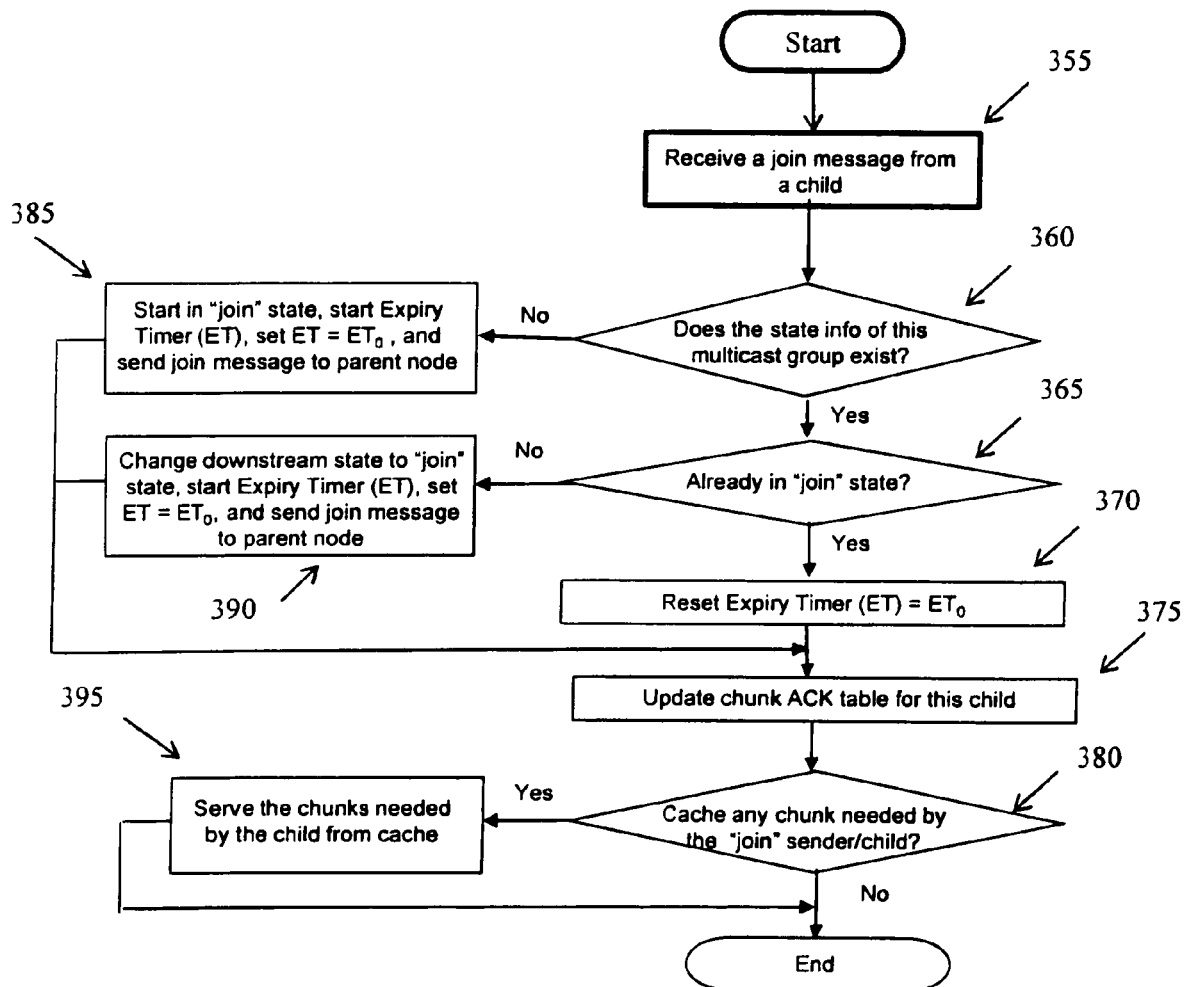 Start
355
Receive a join message from
a child
385
360
Start in "join" state, start Expiry
Timer (ET), set ET = ET₀ , and
send join message to parent node
No
Does the state info of this
multicast group exist?
Yes
365
Change downstream state to "join"
state, start Expiry Timer (ET), set
ET = ET₀, and send join message
to parent node
No
Already in "join" state?
Yes
370
390
Reset Expiry Timer (ET) = ET₀
375
Update chunk ACK table for this child
395
380
Serve the chunks needed
by the child from cache
Yes
Cache any chunk needed by
the "join" sender/child?
No
End